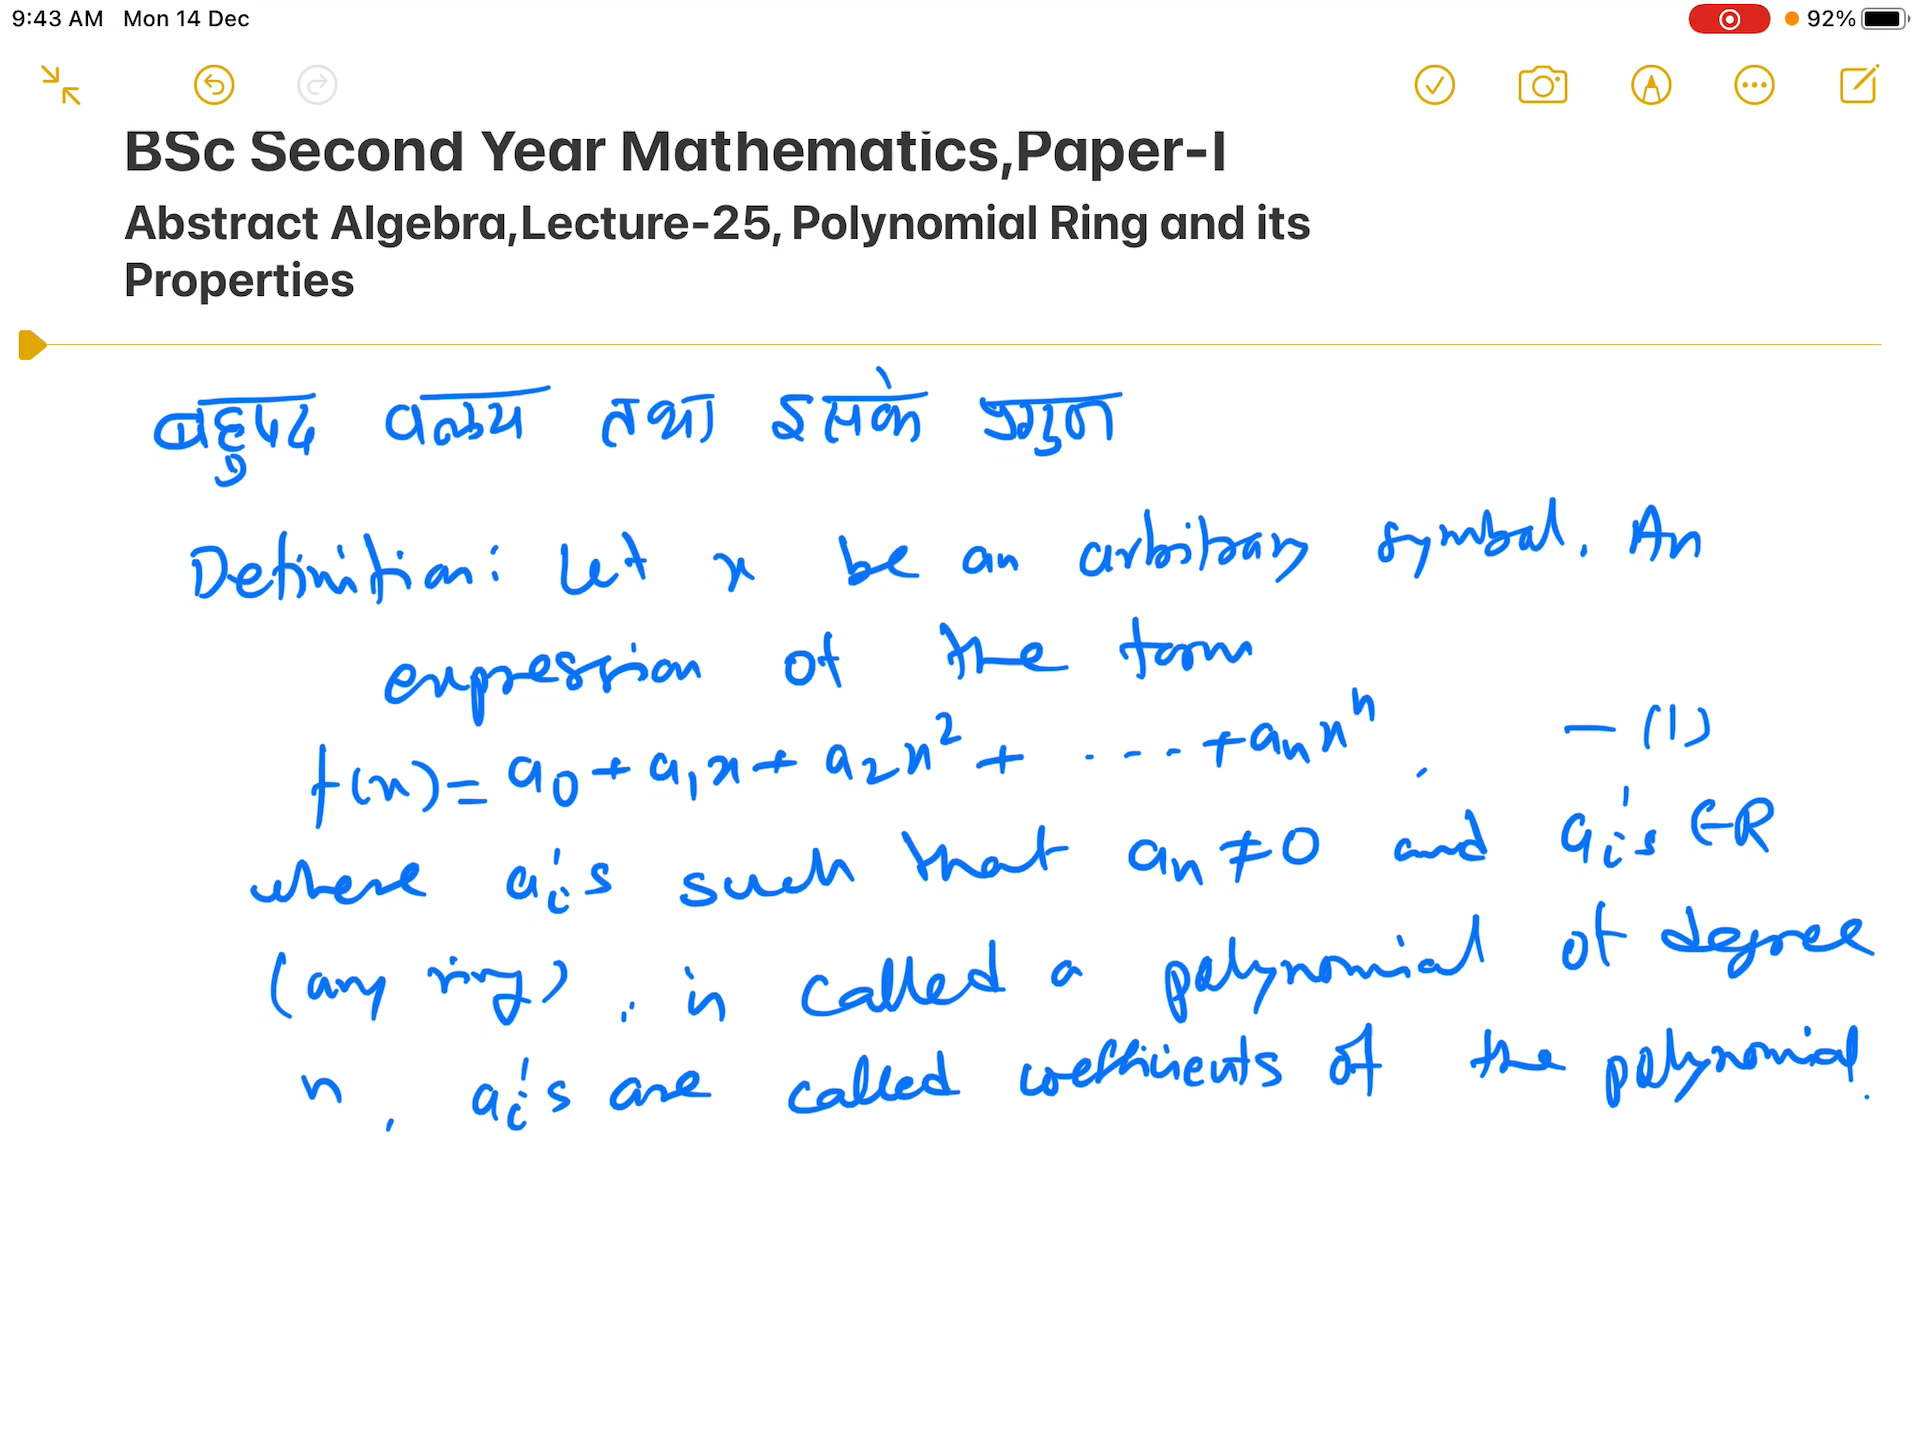 9:43 AM Mon 14 Dec 92%
BSc Second Year Mathematics,Paper-I
Abstract Algebra,Lecture-25, Polynomial Ring and its
Properties
बहुपद वलय तथा इसके गुण
Definition: Let x be an arbitrary symbol. An
expression of the form
f(x) = a₀ + a₁x + a₂x² + ... + aₙxⁿ, — (1)
where aᵢ's such that aₙ ≠ 0 and aᵢ's ∈ R
(any ring), is called a polynomial of degree
n, aᵢ's are called coefficients of the polynomial.